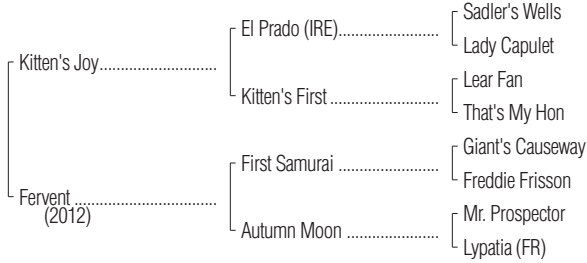 Sadler's Wells
El Prado (IRE)........................
Lady Capulet
Kitten's Joy............................
Lear Fan
Kitten's First ..........................
That's My Hon
Giant's Causeway
First Samurai ........................
Freddie Frisson
Fervent ..................................
(2012)
Mr. Prospector
Autumn Moon ......................
Lypatia (FR)